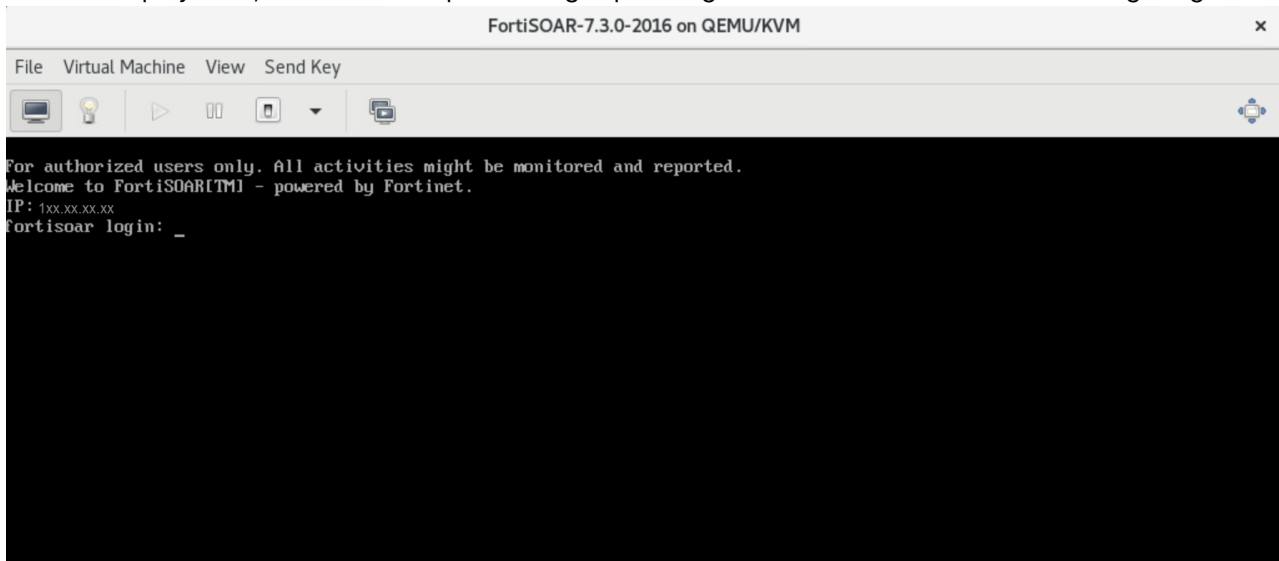 FortiSOAR-7.3.0-2016 on QEMU/KVM ×
File Virtual Machine View Send Key
For authorized users only. All activities might be monitored and reported.
Welcome to FortiSOAR[TM] - powered by Fortinet.
IP: 1xx.xx.xx.xx
fortisoar login: _